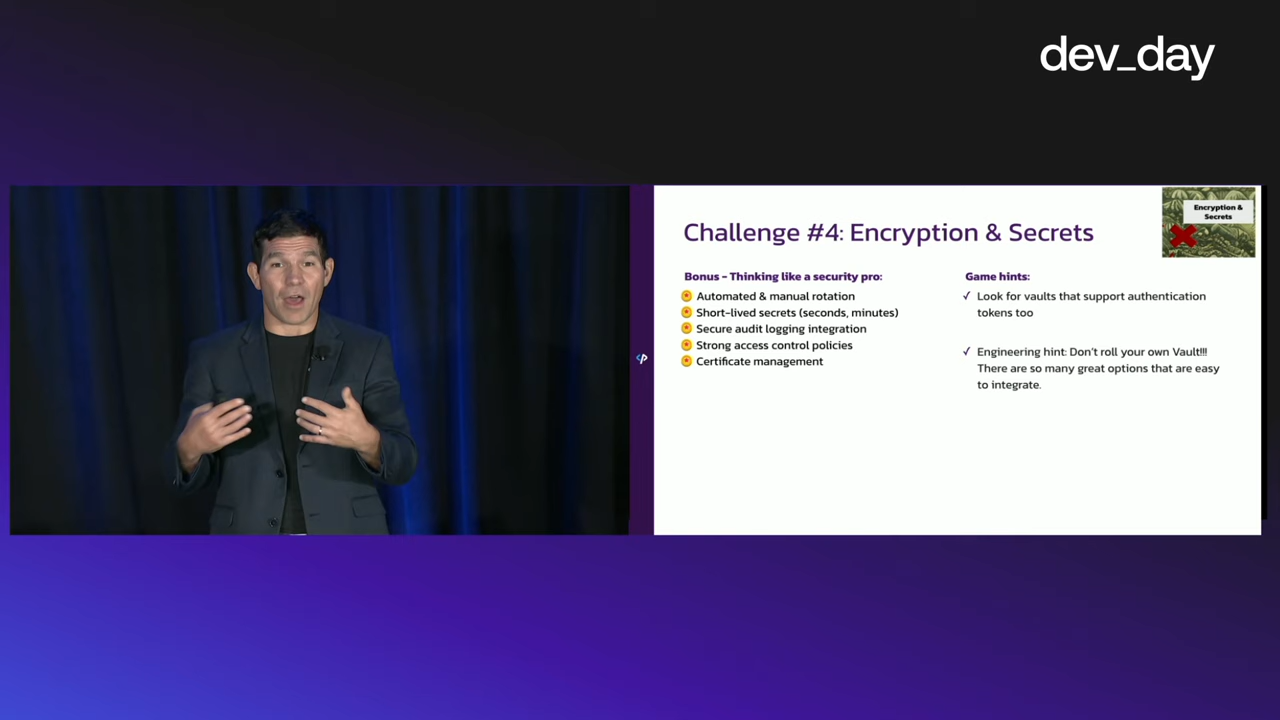 dev_day
Encryption &
Secrets
Challenge #4: Encryption & Secrets
Bonus - Thinking like a security pro:
Automated & manual rotation
Short-lived secrets (seconds, minutes)
Secure audit logging integration
Strong access control policies
Certificate management
Game hints:
✓ Look for vaults that support authentication
tokens too
✓ Engineering hint: Don't roll your own Vault!!!
There are so many great options that are easy
to integrate.